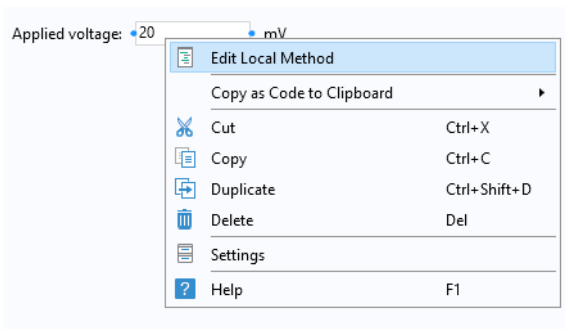 Applied voltage: 20 mV
Edit Local Method
Copy as Code to Clipboard
Cut Ctrl+X
Copy Ctrl+C
Duplicate Ctrl+Shift+D
Delete Del
Settings
? Help F1